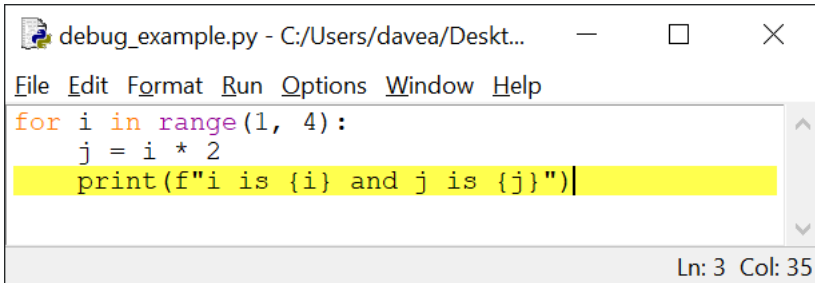 debug_example.py - C:/Users/davea/Deskt...
File Edit Format Run Options Window Help
for i in range(1, 4):
    j = i * 2
    print(f"i is {i} and j is {j}")
Ln: 3 Col: 35